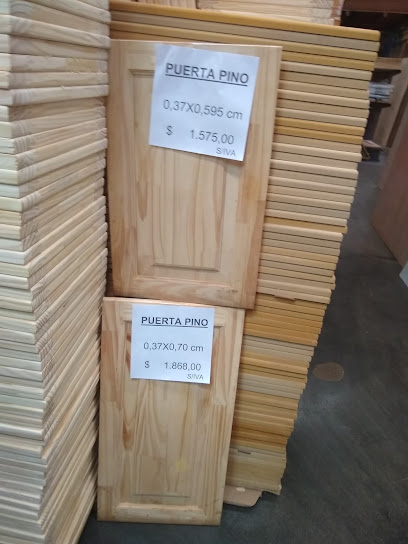 PUERTA PINO
0,37X0,595 cm
$ 1.575,00
S/IVA
PUERTA PINO
0,37X0,70 cm
$ 1.868,00
S/IVA